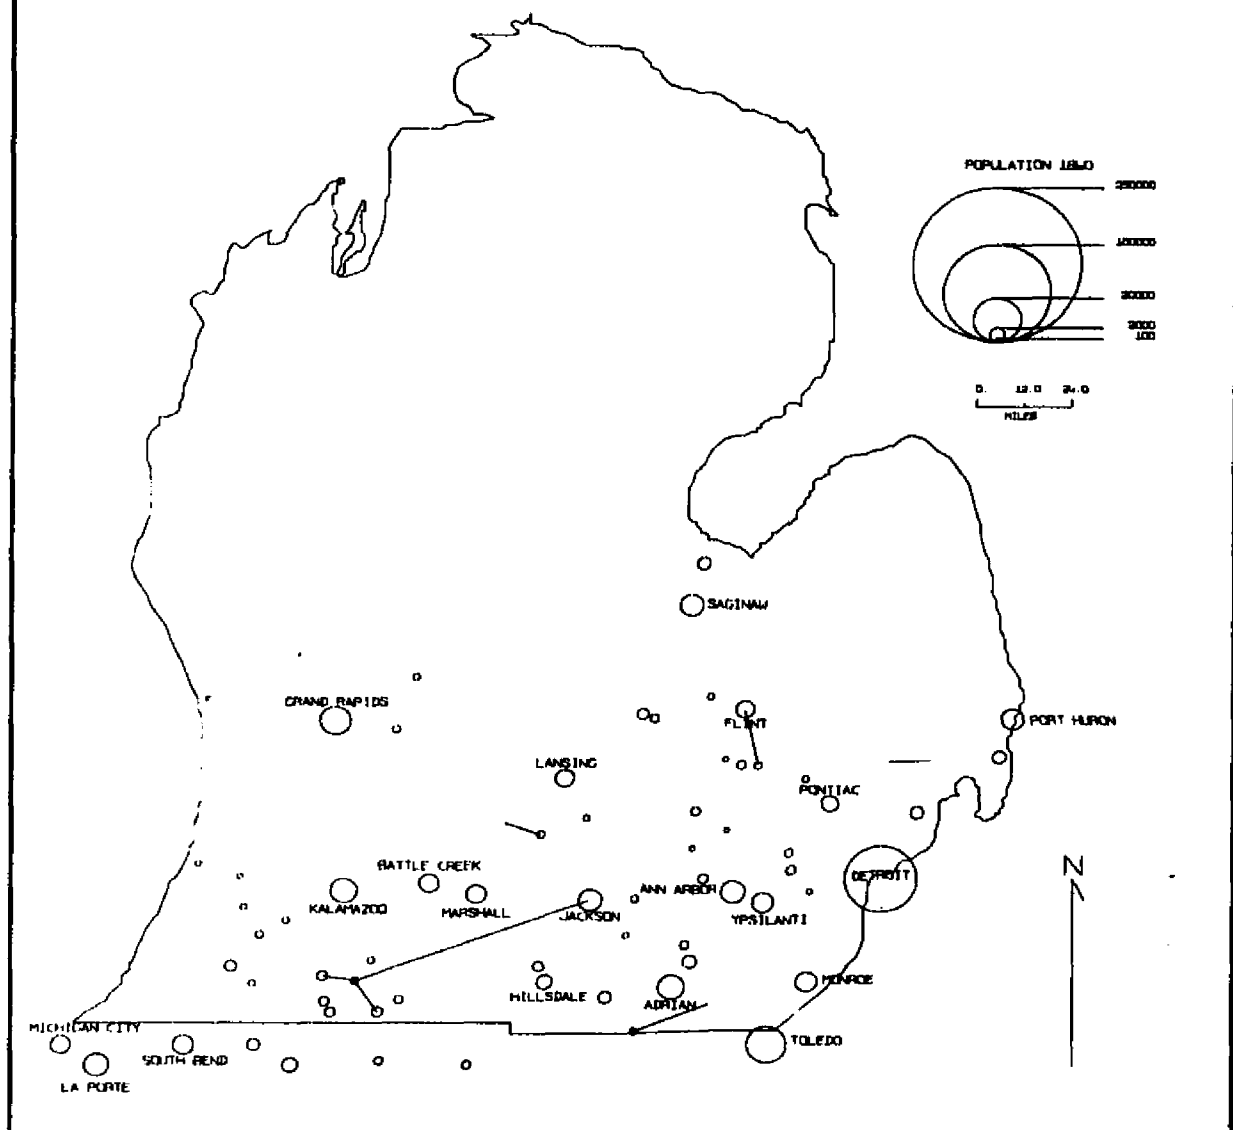 POPULATION 1860
250000
100000
20000
2000
100
0. 12.0 24.0
MILES
SAGINAW
GRAND RAPIDS
FLINT
PORT HURON
LANSING
PONTIAC
BATTLE CREEK
DETROIT
KALAMAZOO
MARSHALL
JACKSON
ANN ARBOR
YPSILANTI
N
HILLSDALE
ADRIAN
MONROE
MICHIGAN CITY
SOUTH BEND
TOLEDO
LA PORTE